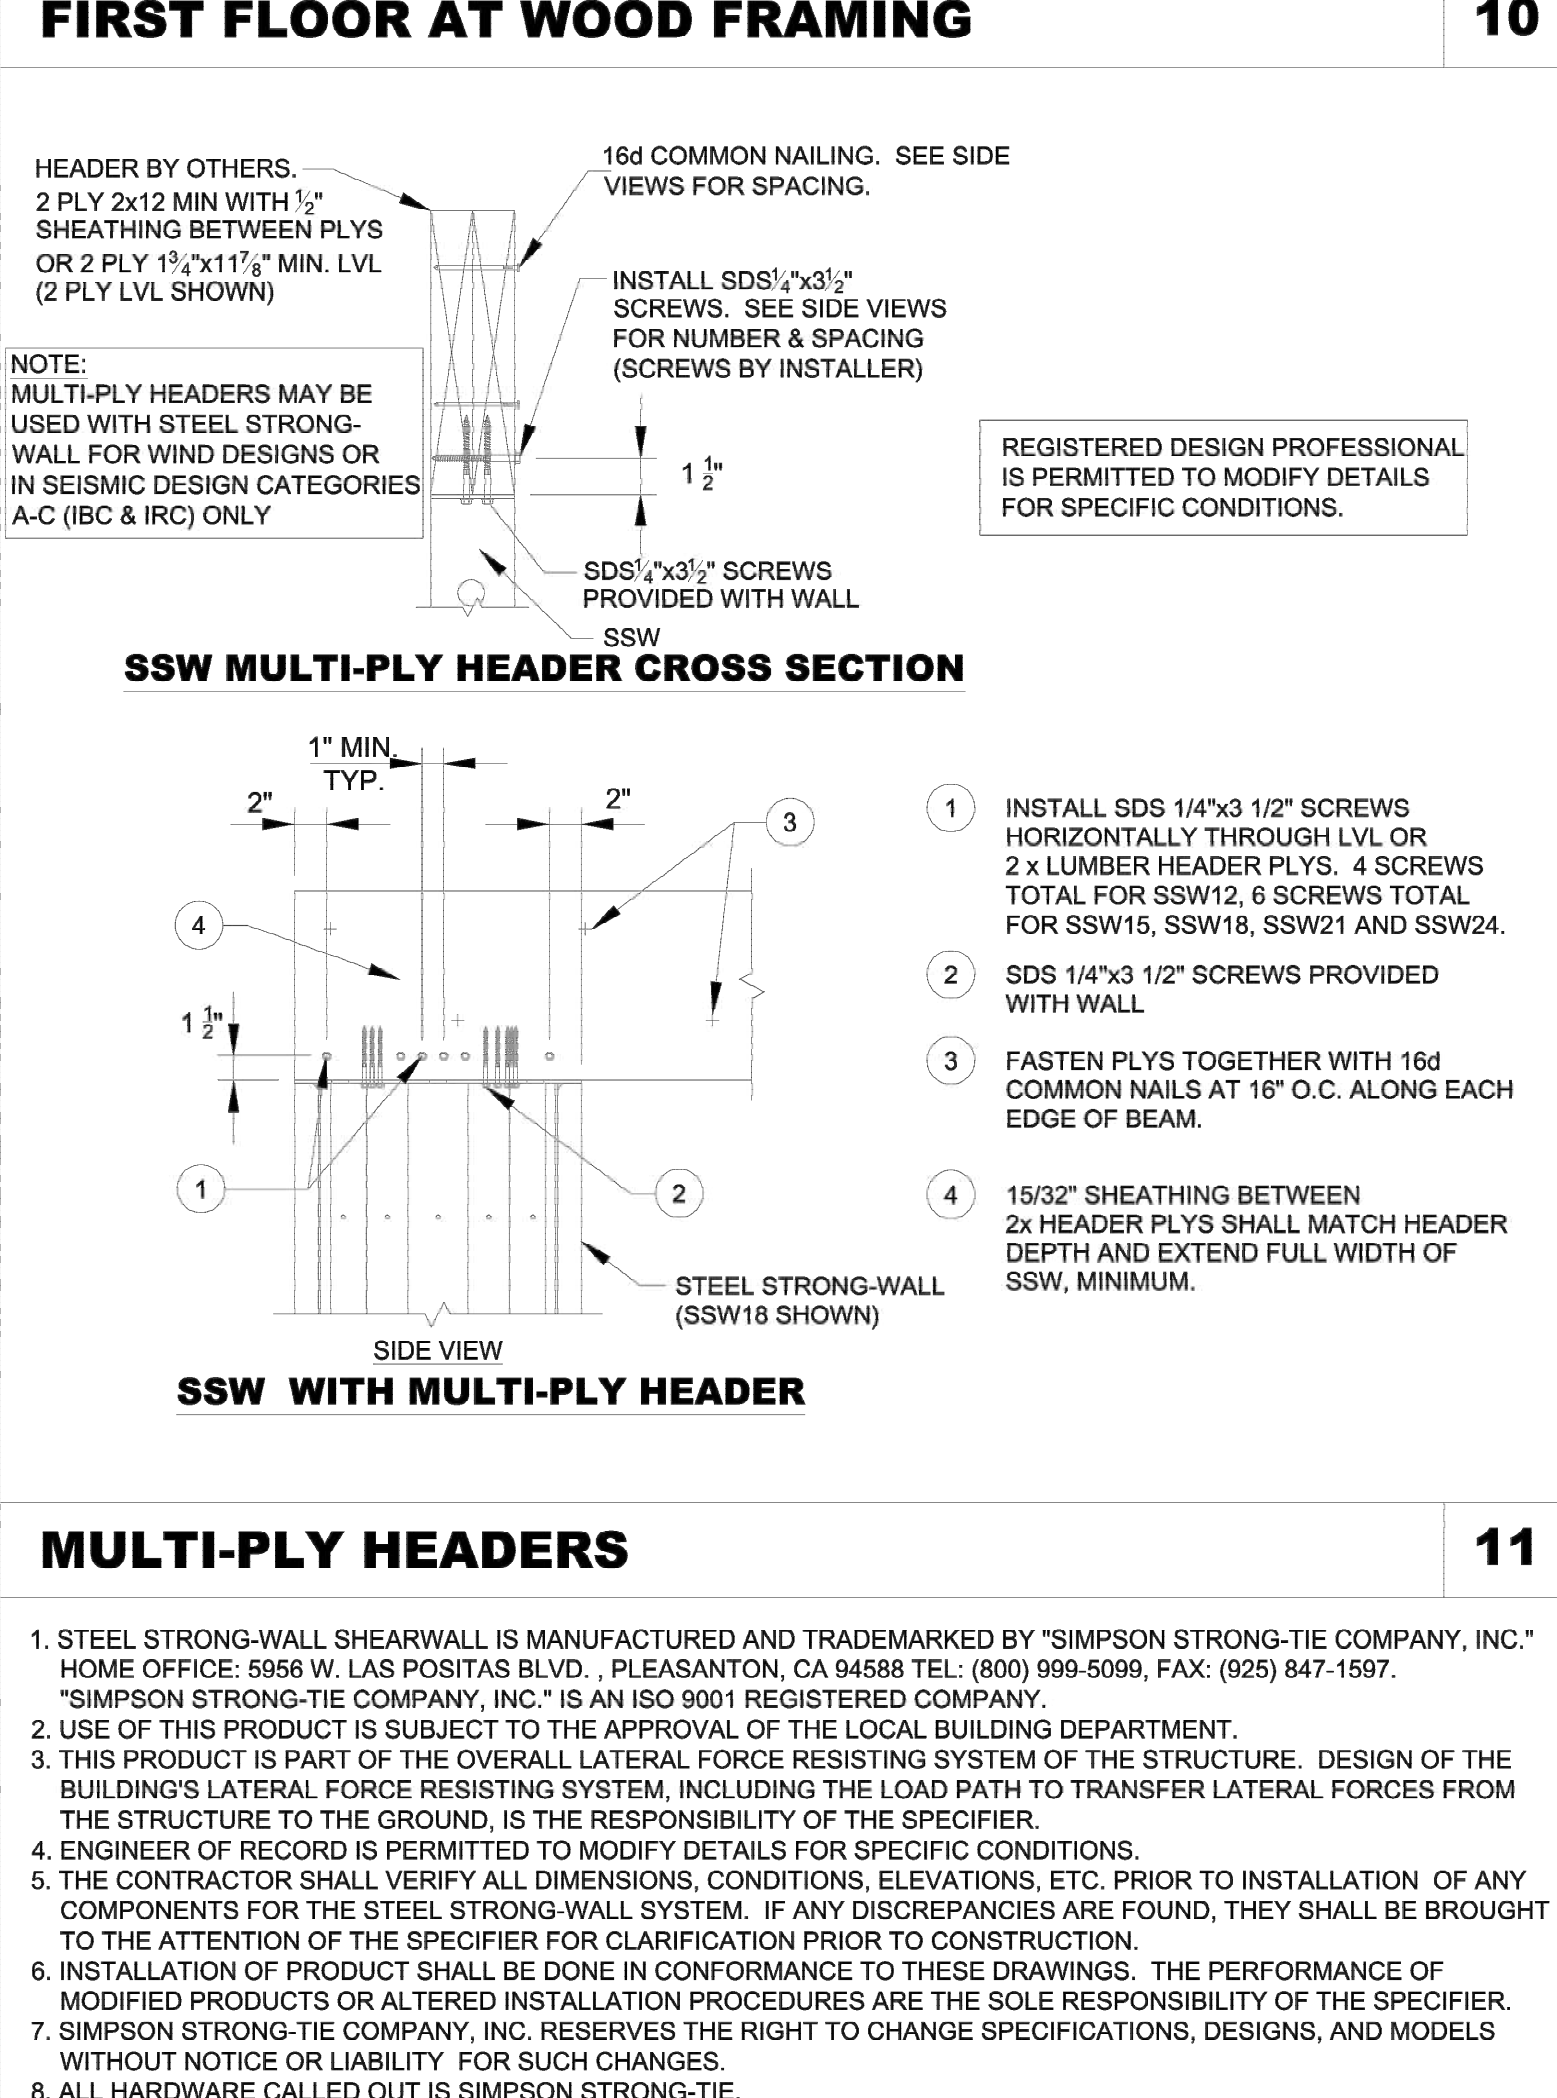 FIRST FLOOR AT WOOD FRAMING
10
HEADER BY OTHERS.
2 PLY 2x12 MIN WITH 1/2"
SHEATHING BETWEEN PLYS
OR 2 PLY 1 3/4"x11 7/8" MIN. LVL
(2 PLY LVL SHOWN)
16d COMMON NAILING. SEE SIDE
VIEWS FOR SPACING.
INSTALL SDS1/4"x3 1/2"
SCREWS. SEE SIDE VIEWS
FOR NUMBER & SPACING
(SCREWS BY INSTALLER)
NOTE:
MULTI-PLY HEADERS MAY BE
USED WITH STEEL STRONG-
WALL FOR WIND DESIGNS OR
IN SEISMIC DESIGN CATEGORIES
A-C (IBC & IRC) ONLY
1 1/2"
REGISTERED DESIGN PROFESSIONAL
IS PERMITTED TO MODIFY DETAILS
FOR SPECIFIC CONDITIONS.
SDS1/4"x3 1/2" SCREWS
PROVIDED WITH WALL
SSW
SSW MULTI-PLY HEADER CROSS SECTION
1" MIN.
TYP.
2"
2"
3
4
1 1/2"
1
2
STEEL STRONG-WALL
(SSW18 SHOWN)
SIDE VIEW
SSW WITH MULTI-PLY HEADER
1 INSTALL SDS 1/4"x3 1/2" SCREWS
HORIZONTALLY THROUGH LVL OR
2 x LUMBER HEADER PLYS. 4 SCREWS
TOTAL FOR SSW12, 6 SCREWS TOTAL
FOR SSW15, SSW18, SSW21 AND SSW24.
2 SDS 1/4"x3 1/2" SCREWS PROVIDED
WITH WALL
3 FASTEN PLYS TOGETHER WITH 16d
COMMON NAILS AT 16" O.C. ALONG EACH
EDGE OF BEAM.
4 15/32" SHEATHING BETWEEN
2x HEADER PLYS SHALL MATCH HEADER
DEPTH AND EXTEND FULL WIDTH OF
SSW, MINIMUM.
MULTI-PLY HEADERS
11
1. STEEL STRONG-WALL SHEARWALL IS MANUFACTURED AND TRADEMARKED BY "SIMPSON STRONG-TIE COMPANY, INC."
HOME OFFICE: 5956 W. LAS POSITAS BLVD. , PLEASANTON, CA 94588 TEL: (800) 999-5099, FAX: (925) 847-1597.
"SIMPSON STRONG-TIE COMPANY, INC." IS AN ISO 9001 REGISTERED COMPANY.
2. USE OF THIS PRODUCT IS SUBJECT TO THE APPROVAL OF THE LOCAL BUILDING DEPARTMENT.
3. THIS PRODUCT IS PART OF THE OVERALL LATERAL FORCE RESISTING SYSTEM OF THE STRUCTURE. DESIGN OF THE
BUILDING'S LATERAL FORCE RESISTING SYSTEM, INCLUDING THE LOAD PATH TO TRANSFER LATERAL FORCES FROM
THE STRUCTURE TO THE GROUND, IS THE RESPONSIBILITY OF THE SPECIFIER.
4. ENGINEER OF RECORD IS PERMITTED TO MODIFY DETAILS FOR SPECIFIC CONDITIONS.
5. THE CONTRACTOR SHALL VERIFY ALL DIMENSIONS, CONDITIONS, ELEVATIONS, ETC. PRIOR TO INSTALLATION OF ANY
COMPONENTS FOR THE STEEL STRONG-WALL SYSTEM. IF ANY DISCREPANCIES ARE FOUND, THEY SHALL BE BROUGHT
TO THE ATTENTION OF THE SPECIFIER FOR CLARIFICATION PRIOR TO CONSTRUCTION.
6. INSTALLATION OF PRODUCT SHALL BE DONE IN CONFORMANCE TO THESE DRAWINGS. THE PERFORMANCE OF
MODIFIED PRODUCTS OR ALTERED INSTALLATION PROCEDURES ARE THE SOLE RESPONSIBILITY OF THE SPECIFIER.
7. SIMPSON STRONG-TIE COMPANY, INC. RESERVES THE RIGHT TO CHANGE SPECIFICATIONS, DESIGNS, AND MODELS
WITHOUT NOTICE OR LIABILITY FOR SUCH CHANGES.
8. ALL HARDWARE CALLED OUT IS SIMPSON STRONG-TIE.